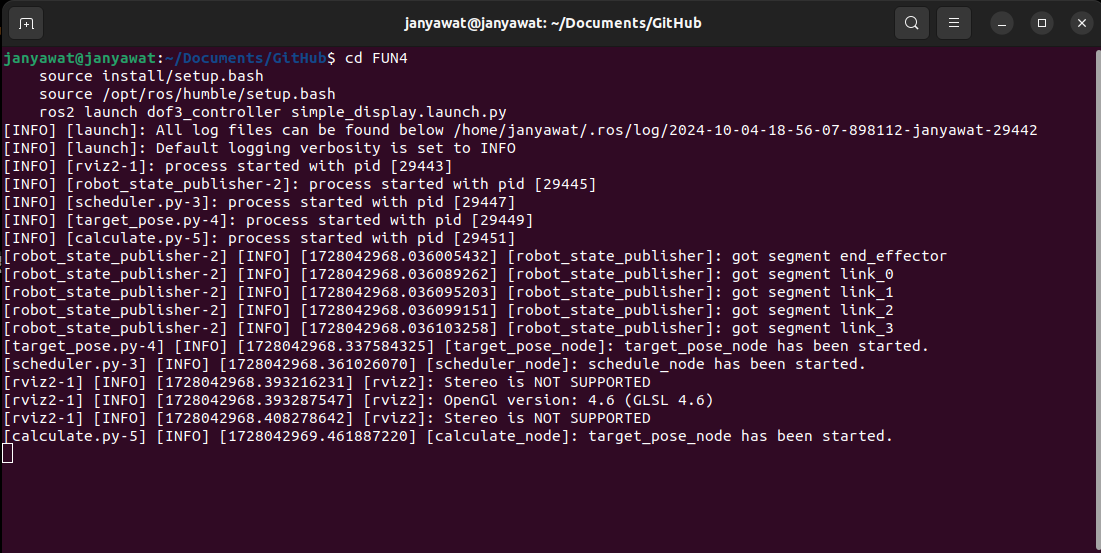 janyawat@janyawat: ~/Documents/GitHub
janyawat@janyawat:~/Documents/GitHub$ cd FUN4
    source install/setup.bash
    source /opt/ros/humble/setup.bash
    ros2 launch dof3_controller simple_display.launch.py
[INFO] [launch]: All log files can be found below /home/janyawat/.ros/log/2024-10-04-18-56-07-898112-janyawat-29442
[INFO] [launch]: Default logging verbosity is set to INFO
[INFO] [rviz2-1]: process started with pid [29443]
[INFO] [robot_state_publisher-2]: process started with pid [29445]
[INFO] [scheduler.py-3]: process started with pid [29447]
[INFO] [target_pose.py-4]: process started with pid [29449]
[INFO] [calculate.py-5]: process started with pid [29451]
[robot_state_publisher-2] [INFO] [1728042968.036005432] [robot_state_publisher]: got segment end_effector
[robot_state_publisher-2] [INFO] [1728042968.036089262] [robot_state_publisher]: got segment link_0
[robot_state_publisher-2] [INFO] [1728042968.036095203] [robot_state_publisher]: got segment link_1
[robot_state_publisher-2] [INFO] [1728042968.036099151] [robot_state_publisher]: got segment link_2
[robot_state_publisher-2] [INFO] [1728042968.036103258] [robot_state_publisher]: got segment link_3
[target_pose.py-4] [INFO] [1728042968.337584325] [target_pose_node]: target_pose_node has been started.
[scheduler.py-3] [INFO] [1728042968.361026070] [scheduler_node]: schedule_node has been started.
[rviz2-1] [INFO] [1728042968.393216231] [rviz2]: Stereo is NOT SUPPORTED
[rviz2-1] [INFO] [1728042968.393287547] [rviz2]: OpenGl version: 4.6 (GLSL 4.6)
[rviz2-1] [INFO] [1728042968.408278642] [rviz2]: Stereo is NOT SUPPORTED
[calculate.py-5] [INFO] [1728042969.461887220] [calculate_node]: target_pose_node has been started.